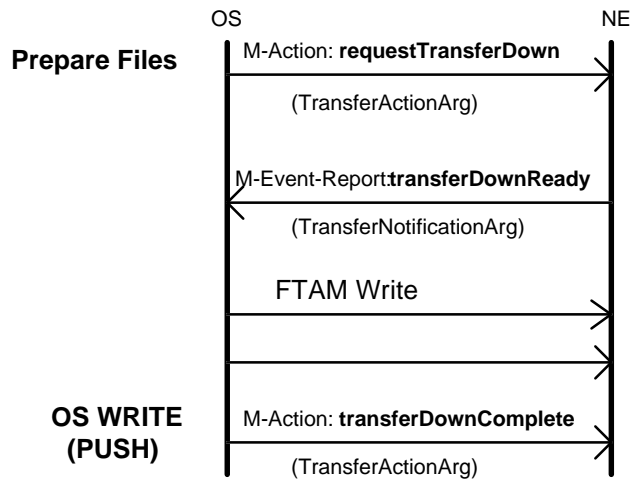 OS NE
Prepare Files
M-Action: requestTransferDown
(TransferActionArg)
M-Event-Report:transferDownReady
(TransferNotificationArg)
FTAM Write
OS WRITE
(PUSH)
M-Action: transferDownComplete
(TransferActionArg)